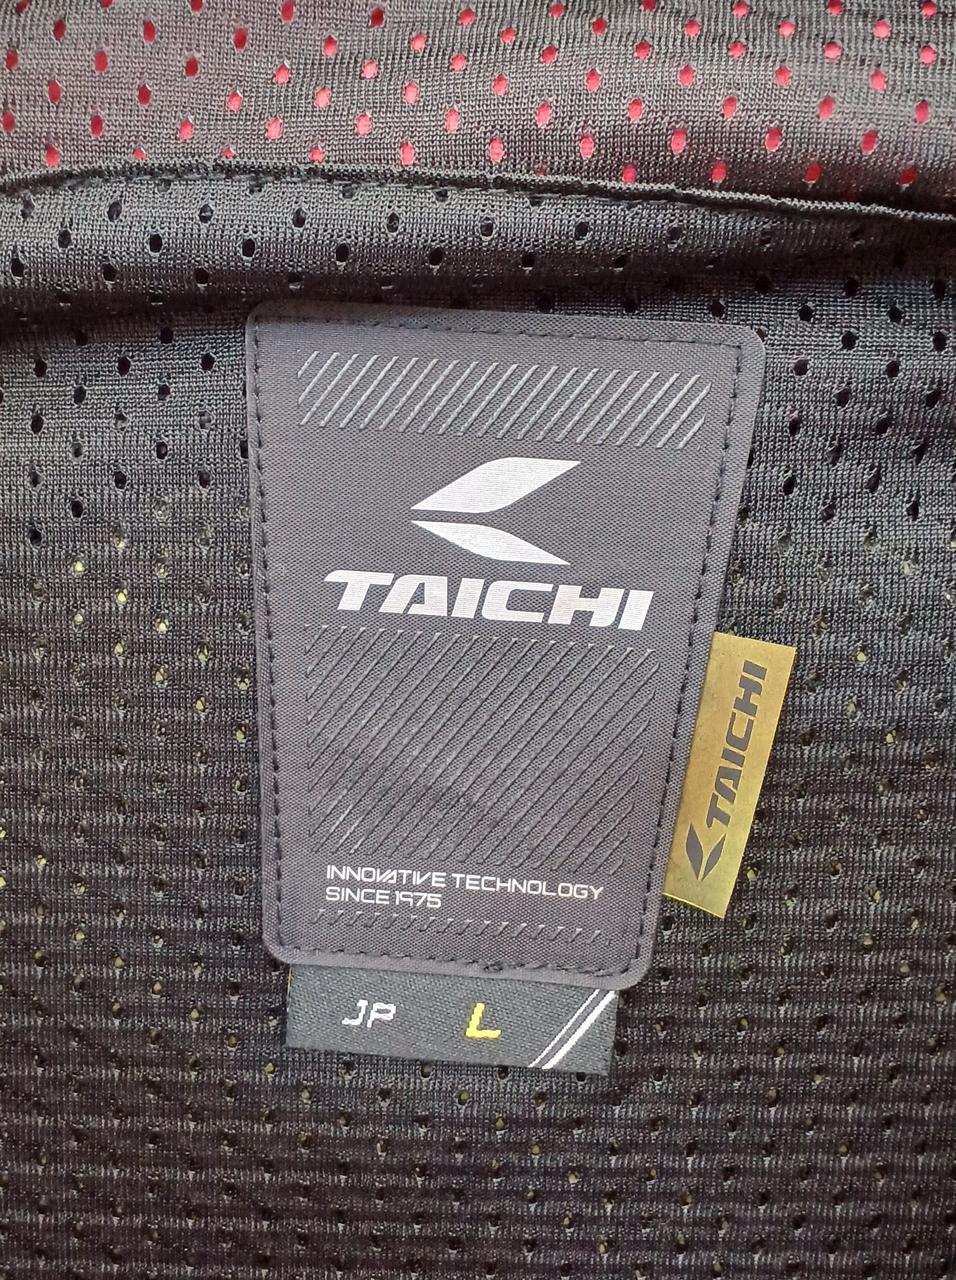 TAICHI
TAICHI
INNOVATIVE TECHNOLOGY
SINCE 1975
JP L